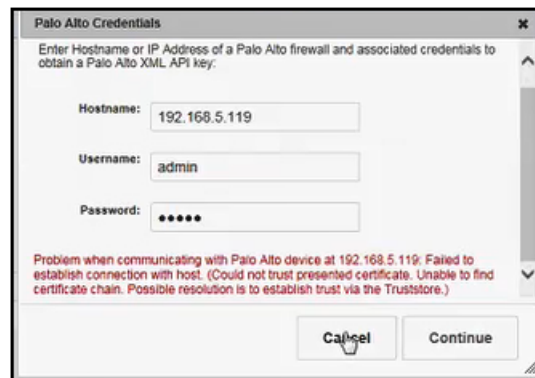 Palo Alto Credentials
Enter Hostname or IP Address of a Palo Alto firewall and associated credentials to
obtain a Palo Alto XML API key:
Hostname: 192.168.5.119
Username: admin
Password: •••••
Problem when communicating with Palo Alto device at 192.168.5.119: Failed to
establish connection with host. (Could not trust presented certificate. Unable to find
certificate chain. Possible resolution is to establish trust via the Truststore.)
Cancel Continue